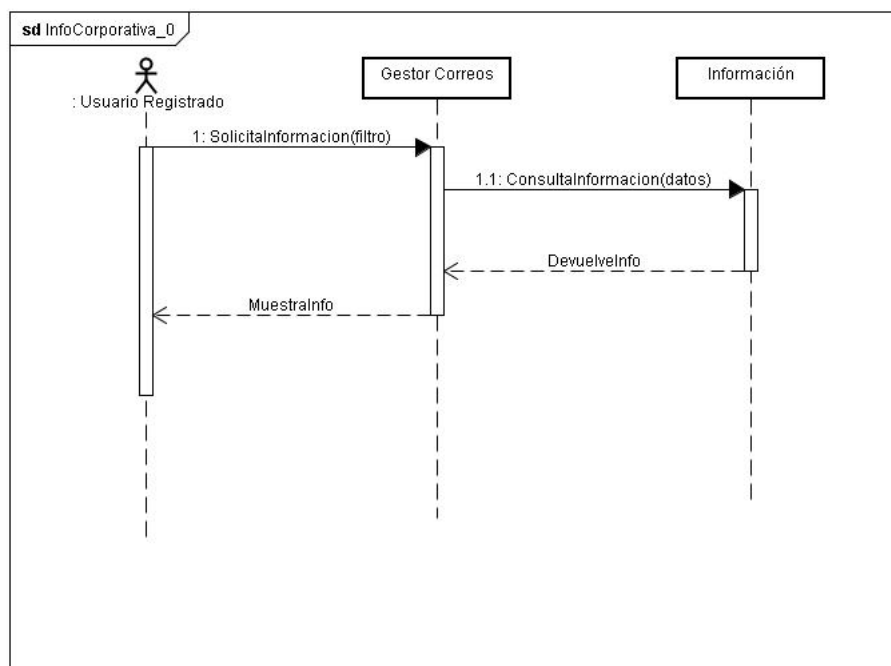 sd InfoCorporativa_0
: Usuario Registrado
Gestor Correos
Información
1: SolicitaInformacion(filtro)
1.1: ConsultaInformacion(datos)
DevuelveInfo
MuestraInfo